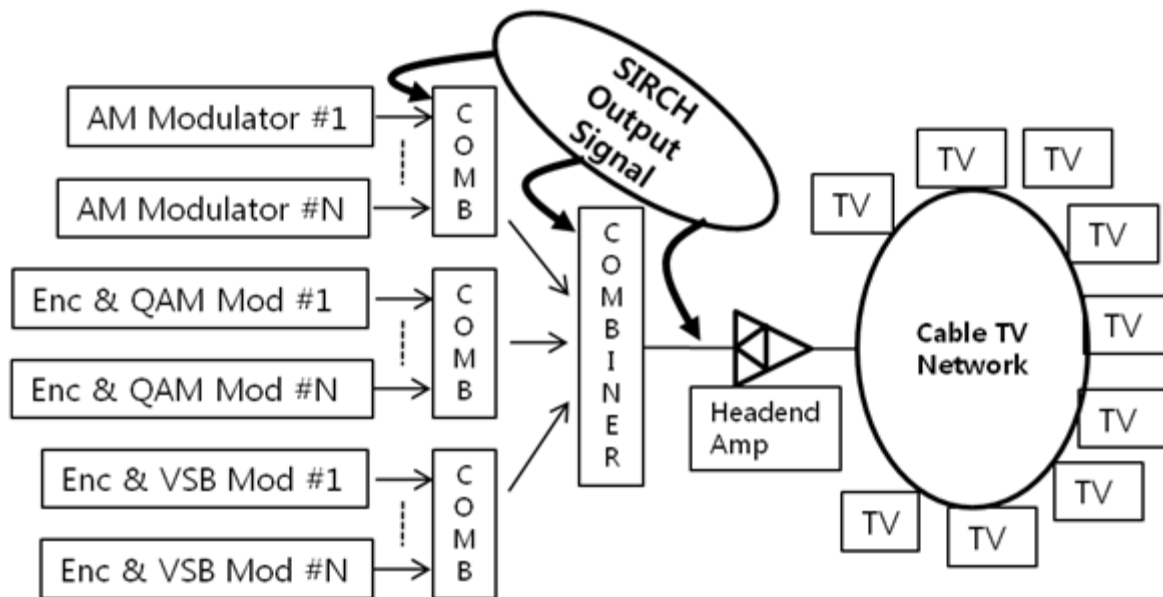 AM Modulator #1
AM Modulator #N
COMB
Enc & QAM Mod #1
Enc & QAM Mod #N
COMB
Enc & VSB Mod #1
Enc & VSB Mod #N
COMB
SIRCH
Output
Signal
COMBINER
Headend
Amp
Cable TV
Network
TV
TV
TV
TV
TV
TV
TV
TV
TV